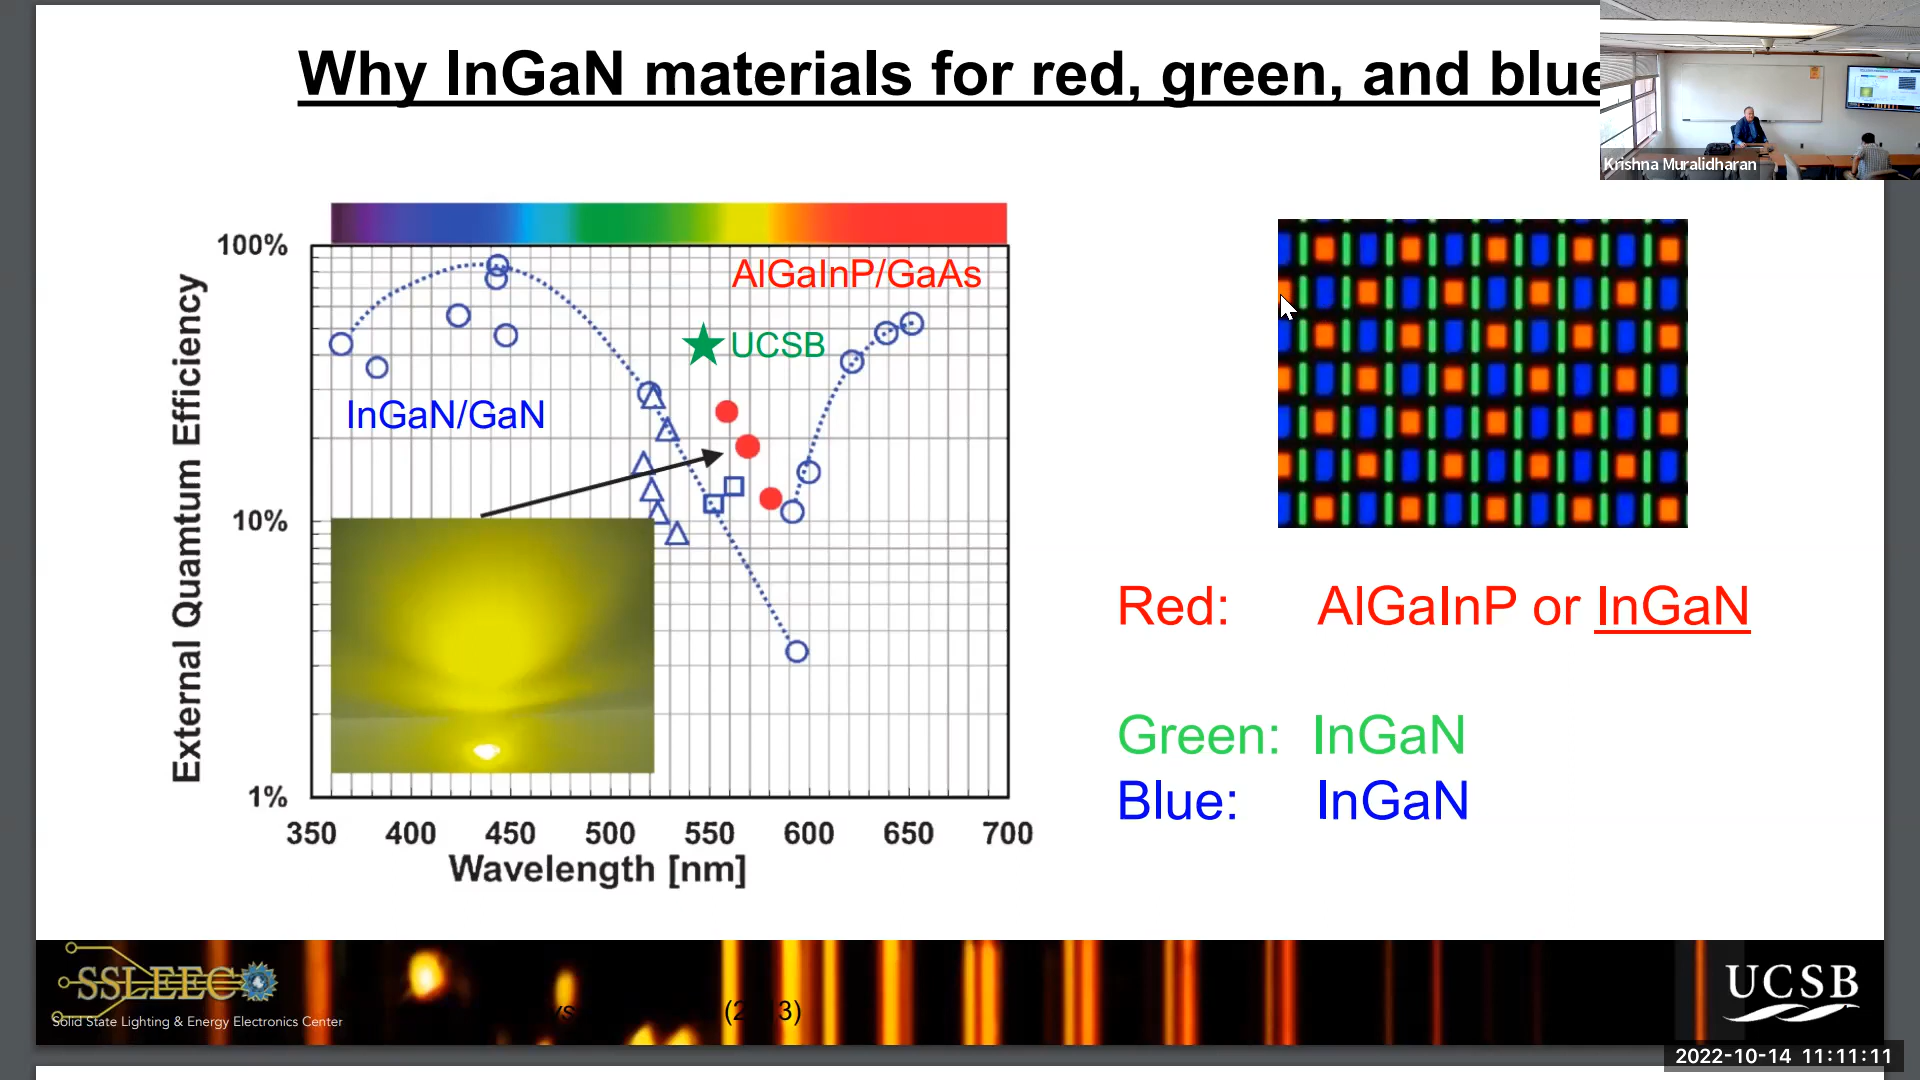 Why InGaN materials for red, green, and blue
Krishna Muralidharan
100%
AlGaInP/GaAs
UCSB
InGaN/GaN
10%
1%
External Quamtum Efficiency
350 400 450 500 550 600 650 700
Wavelength [nm]
Red: AlGaInP or InGaN
Green: InGaN
Blue: InGaN
SSLEEC
Solid State Lighting & Energy Electronics Center
UCSB
2022-10-14 11:11:11